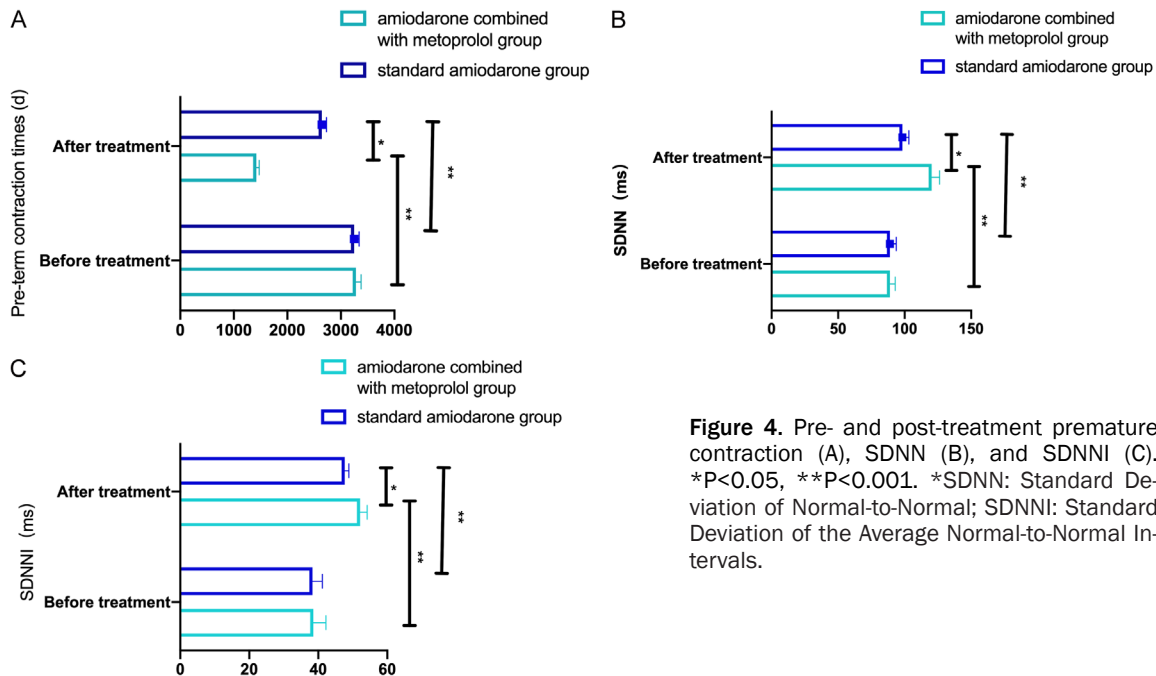 A
amiodarone combined
with metoprolol group
standard amiodarone group
Pre-term contraction times (d)
After treatment
Before treatment
*
**
**
0 1000 2000 3000 4000
B
amiodarone combined
with metoprolol group
standard amiodarone group
SDNN (ms)
After treatment
Before treatment
*
**
**
0 50 100 150
C
amiodarone combined
with metoprolol group
standard amiodarone group
SDNNI (ms)
After treatment
Before treatment
*
**
**
0 20 40 60
Figure 4. Pre- and post-treatment premature
contraction (A), SDNN (B), and SDNNI (C).
*P<0.05, **P<0.001. *SDNN: Standard De-
viation of Normal-to-Normal; SDNNI: Standard
Deviation of the Average Normal-to-Normal In-
tervals.